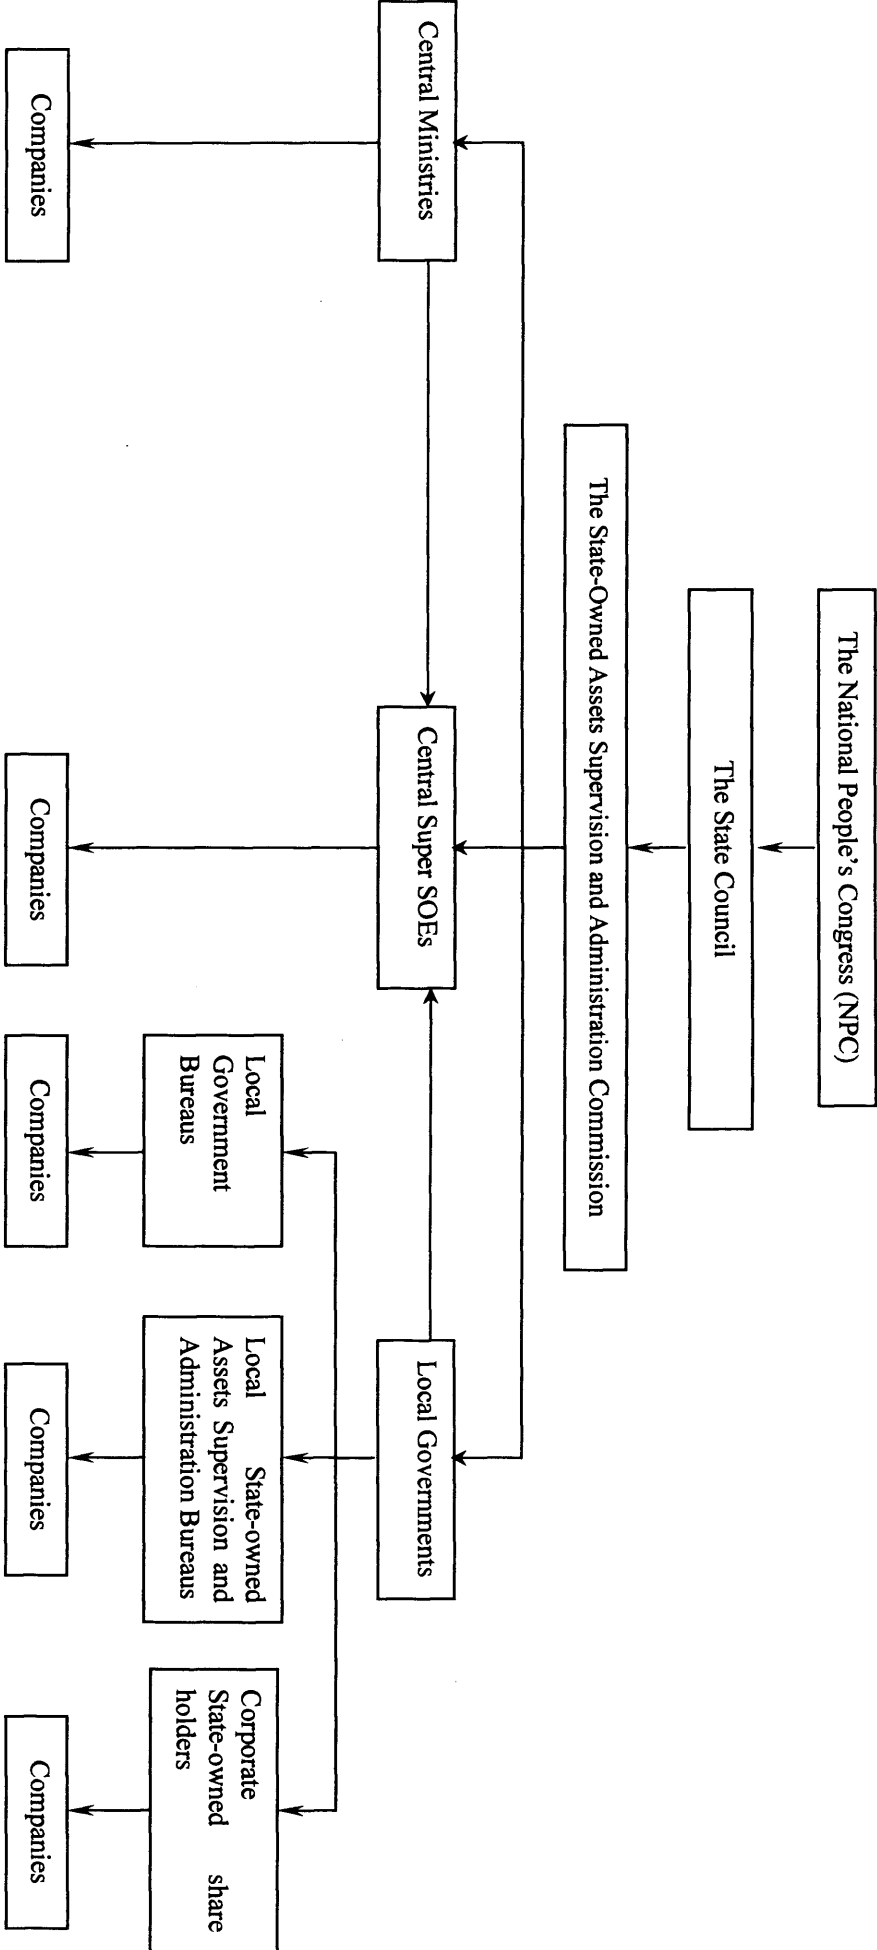 The National People's Congress (NPC)
The State Council
The State-Owned Assets Supervision and Administration Commission
Central Ministries
Central Super SOEs
Local Governments
Local
Government
Bureaus
Local State-owned
Assets Supervision and
Administration Bureaus
Corporate
State-owned share
holders
Companies
Companies
Companies
Companies
Companies